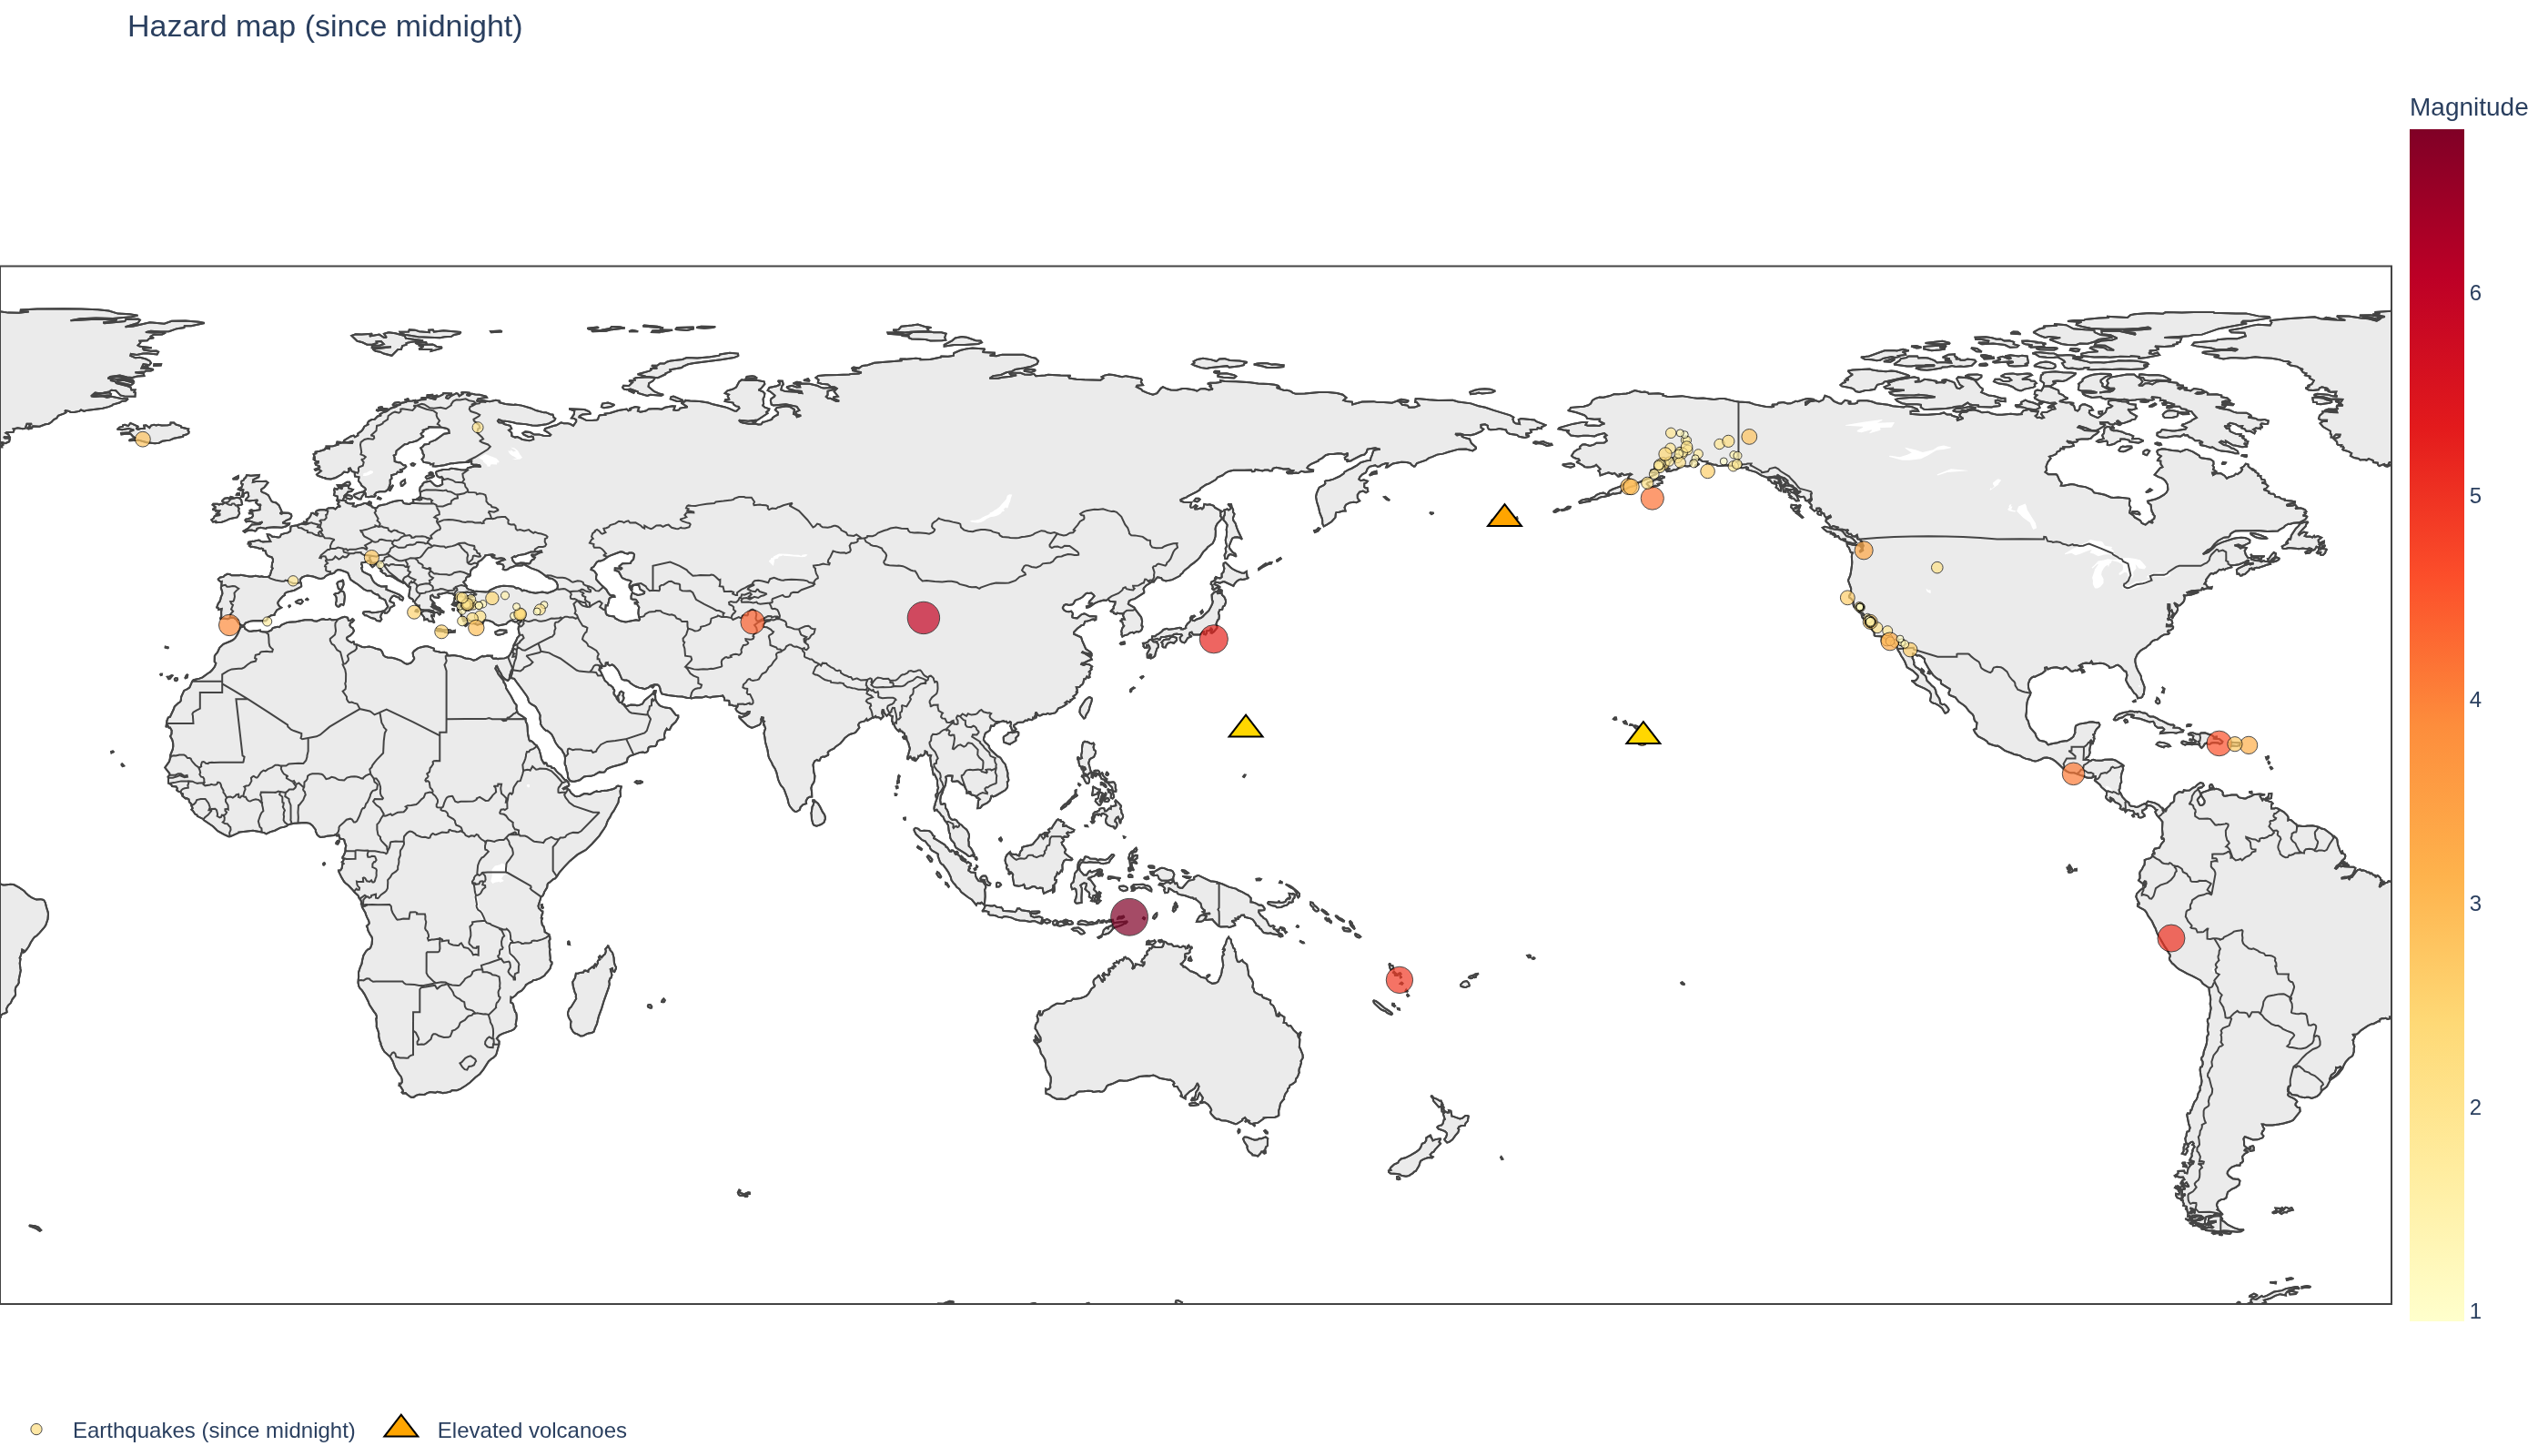 Hazard map (since midnight)
Magnitude
6
5
4
3
2
1
Earthquakes (since midnight)
Elevated volcanoes